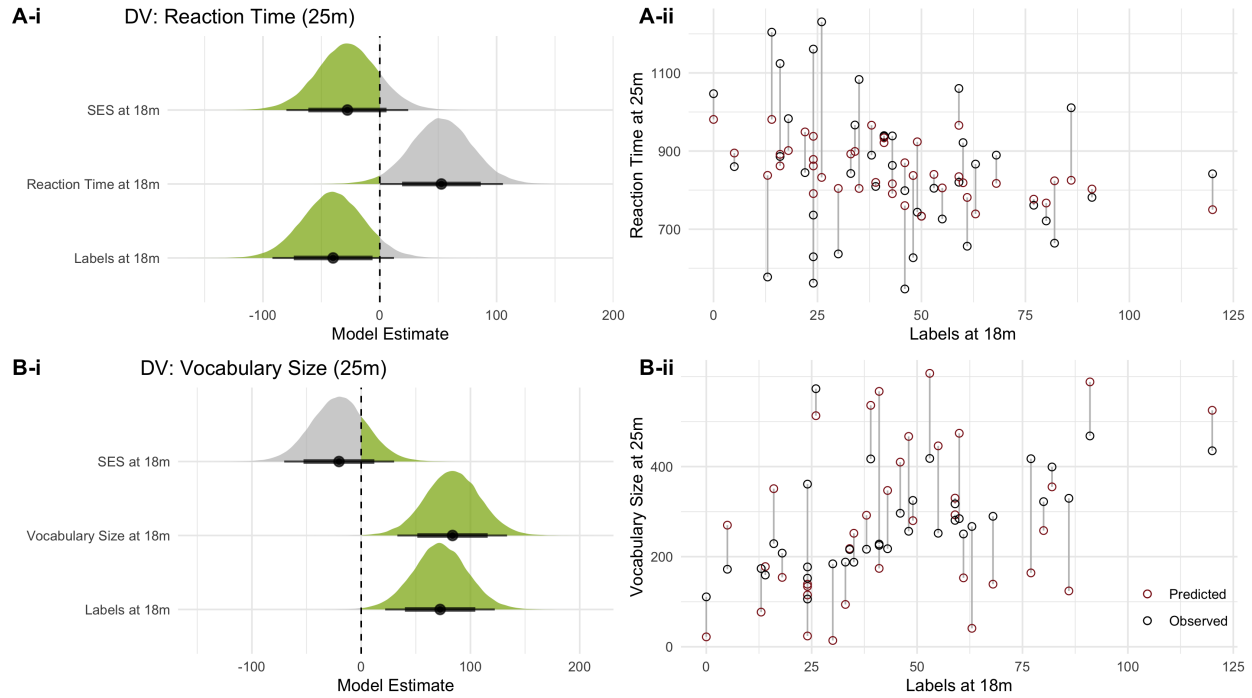 A-i
DV: Reaction Time (25m)
SES at 18m
Reaction Time at 18m
Labels at 18m
-100 0 100 200
Model Estimate
A-ii
Reaction Time at 25m
1100
900
700
0 25 50 75 100 125
Labels at 18m
B-i
DV: Vocabulary Size (25m)
SES at 18m
Vocabulary Size at 18m
Labels at 18m
-100 0 100 200
Model Estimate
B-ii
Vocabulary Size at 25m
400
200
0
Predicted
Observed
0 25 50 75 100 125
Labels at 18m